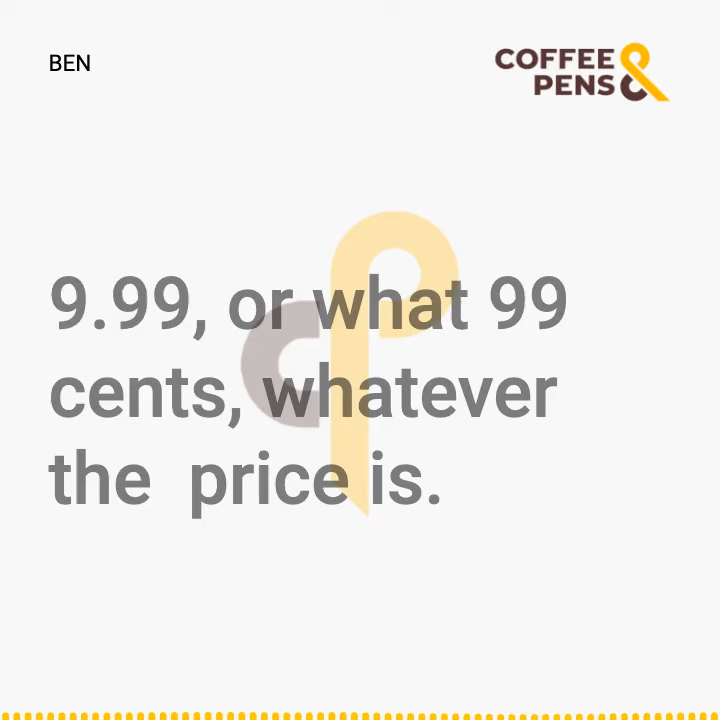 BEN
COFFEE &
PENS
9.99, or what 99
cents, whatever
the  price is.